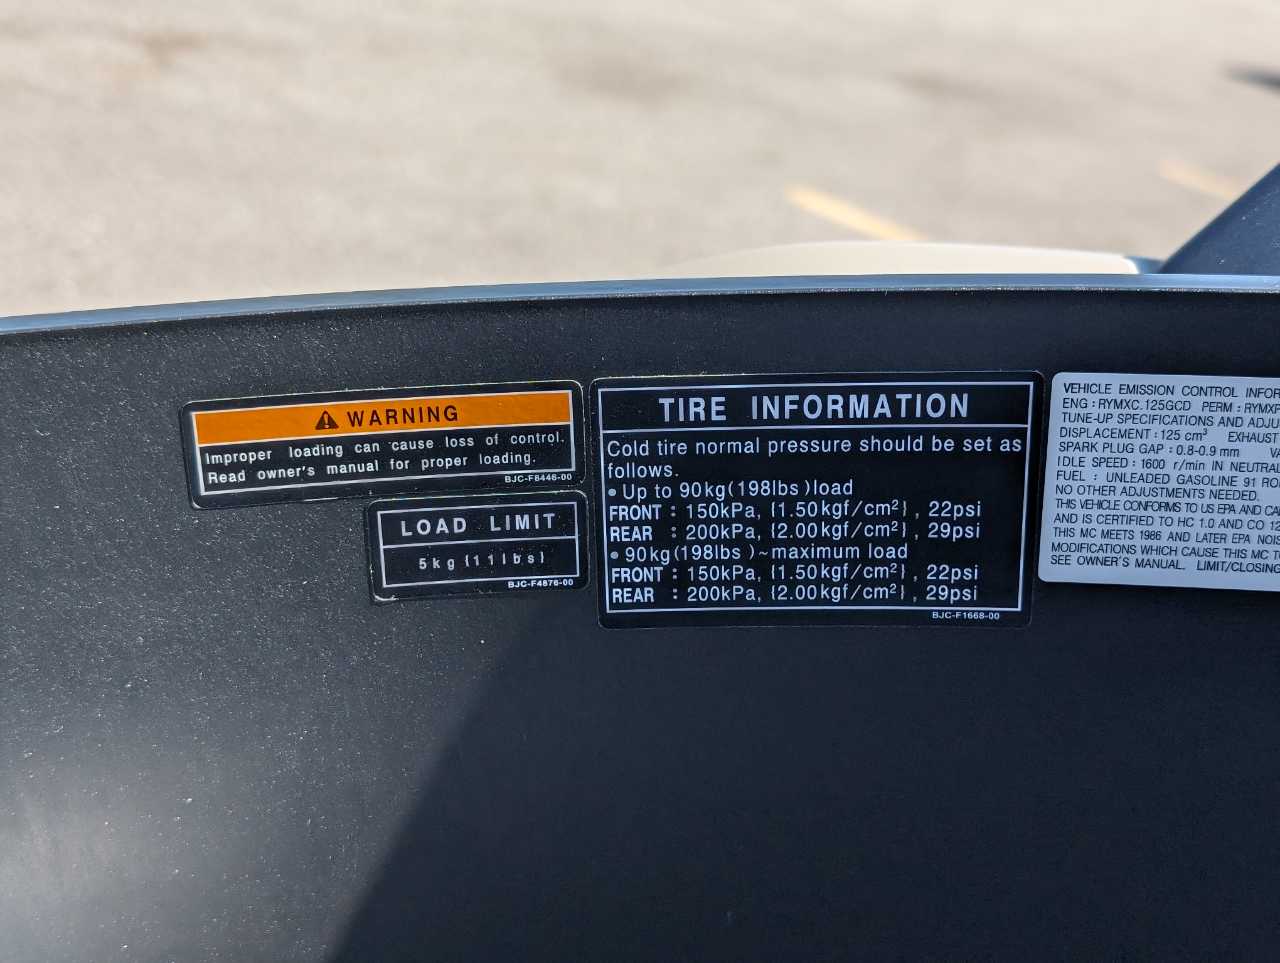 WARNING
Improper loading can cause loss of control.
Read owner's manual for proper loading.
BJC-F8446-00
LOAD LIMIT
5kg{11lbs}
BJC-F4876-00
TIRE INFORMATION
Cold tire normal pressure should be set as
follows.
• Up to 90kg(198lbs)load
FRONT : 150kPa, {1.50kgf/cm²}, 22psi
REAR : 200kPa, {2.00kgf/cm²}, 29psi
• 90kg(198lbs)~maximum load
FRONT : 150kPa, {1.50kgf/cm²}, 22psi
REAR : 200kPa, {2.00kgf/cm²}, 29psi
BJC-F1668-00
VEHICLE EMISSION CONTROL
ENG : RYMXC.125GCD PERM :
TUNE-UP SPECIFICATIONS AND
DISPLACEMENT : 125 cm³ EXHAUST
SPARK PLUG GAP : 0.8-0.9 mm
IDLE SPEED : 1600 r/min IN NEUTRAL
FUEL : UNLEADED GASOLINE 91
NO OTHER ADJUSTMENTS NEEDED.
THIS VEHICLE CONFORMS TO US EPA AND
AND IS CERTIFIED TO HC 1.0 AND CO
THIS MC MEETS 1986 AND LATER EPA
MODIFICATIONS WHICH CAUSE THIS MC
SEE OWNER'S MANUAL. LIMIT/CLOSING